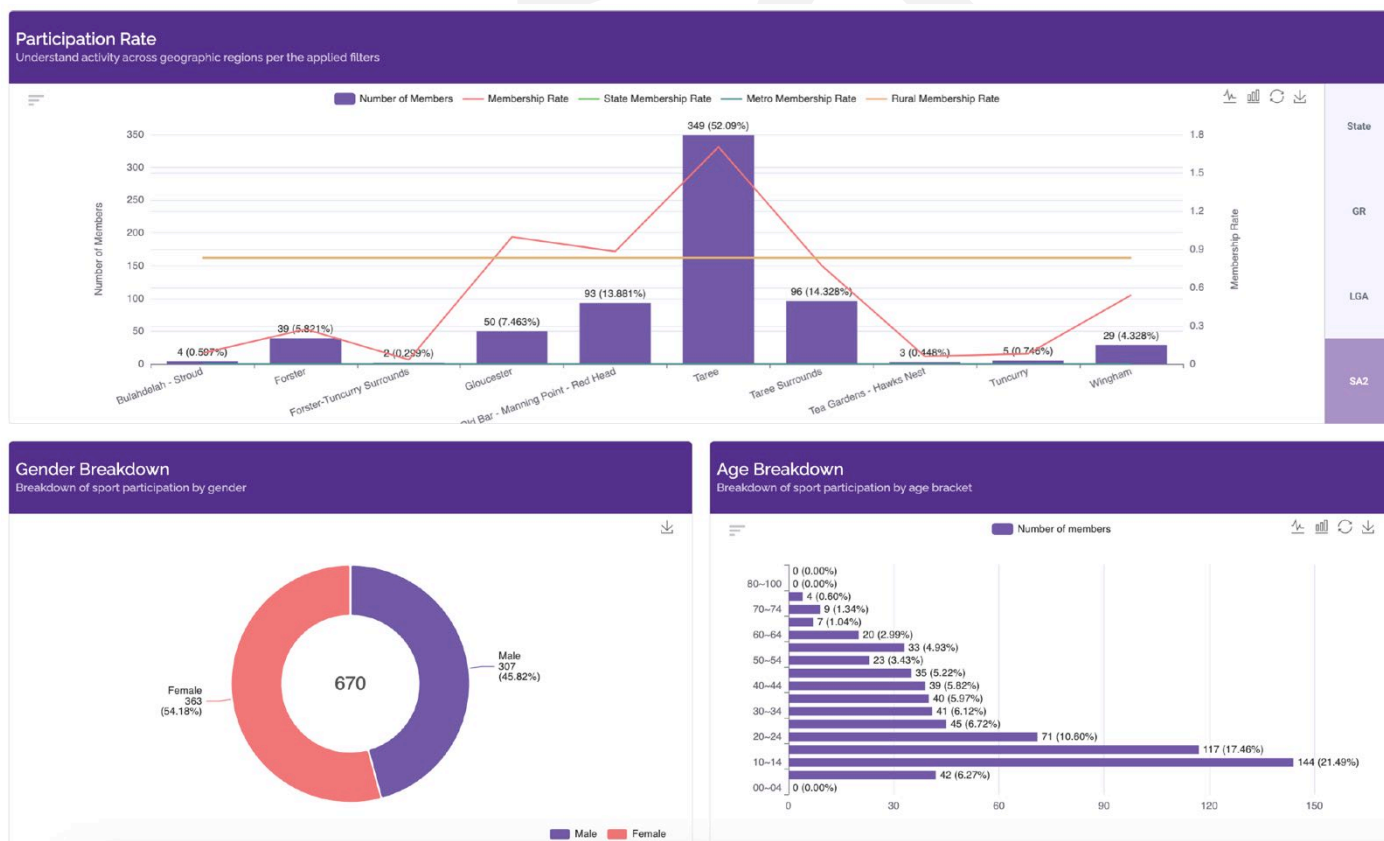 Participation Rate
Understand activity across geographic regions per the applied filters
Number of Members
Membership Rate
State Membership Rate
Metro Membership Rate
Rural Membership Rate
Number of Members
350
300
250
200
150
100
50
0
4 (0.597%)
39 (5.821%)
2 (0.299%)
50 (7.463%)
93 (13.881%)
349 (52.09%)
96 (14.328%)
3 (0.448%)
5 (0.746%)
29 (4.328%)
1.8
1.5
1.2
0.9
0.6
0.3
0
Membership Rate
Bulahdelah - Stroud
Forster
Forster-Tuncurry Surrounds
Gloucester
Bar - Manning Point - Red Head
Taree
Taree Surrounds
Tea Gardens - Hawks Nest
Tuncurry
Wingham
State
GR
LGA
SA2
Gender Breakdown
Breakdown of sport participation by gender
Male
307
(45.82%)
670
Female
363
(54.18%)
Male
Female
Age Breakdown
Breakdown of sport participation by age bracket
Number of members
0 (0.00%)
80~100 0 (0.00%)
4 (0.60%)
70~74 9 (1.34%)
7 (1.04%)
60~64 20 (2.99%)
33 (4.93%)
50~54 23 (3.43%)
35 (5.22%)
40~44 39 (5.82%)
40 (5.97%)
30~34 41 (6.12%)
45 (6.72%)
20~24 71 (10.60%)
117 (17.46%)
10~14 144 (21.49%)
42 (6.27%)
00~04 0 (0.00%)
0 30 60 90 120 150